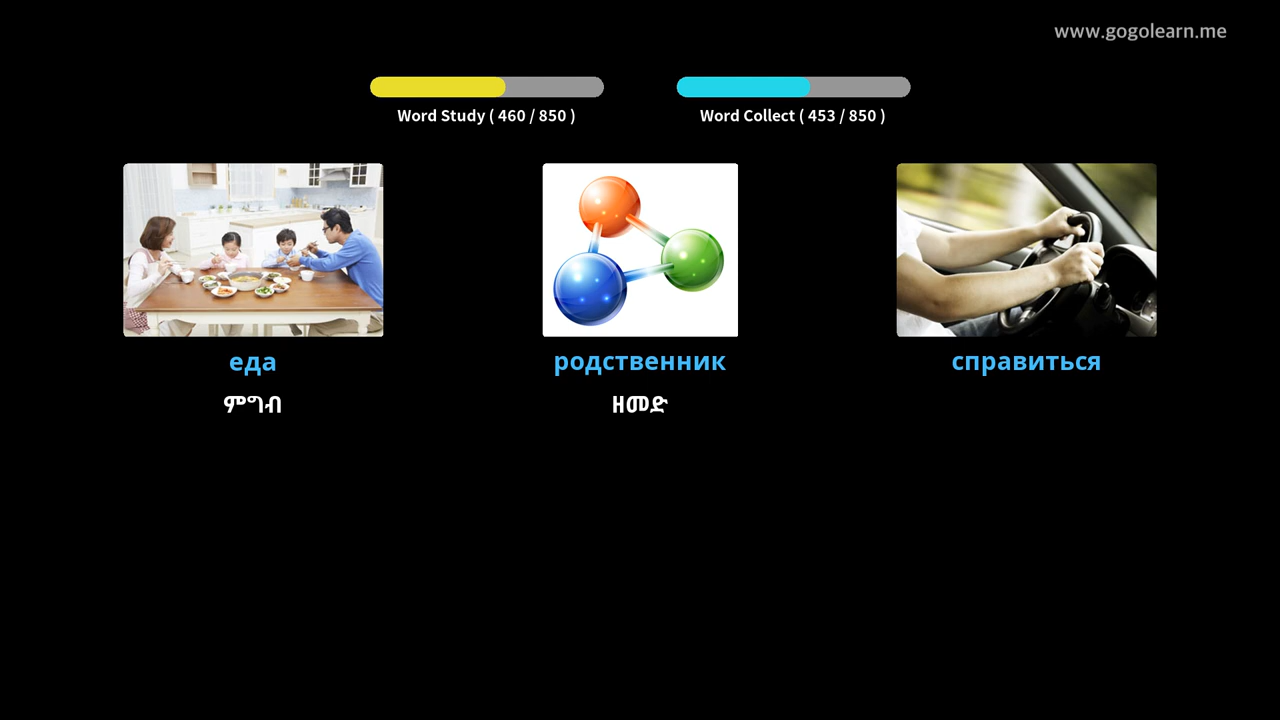 www.gogolearn.me
Word Study ( 460 / 850 )
Word Collect ( 453 / 850 )
еда
родственник
справиться
ምግብ
ዘመድ